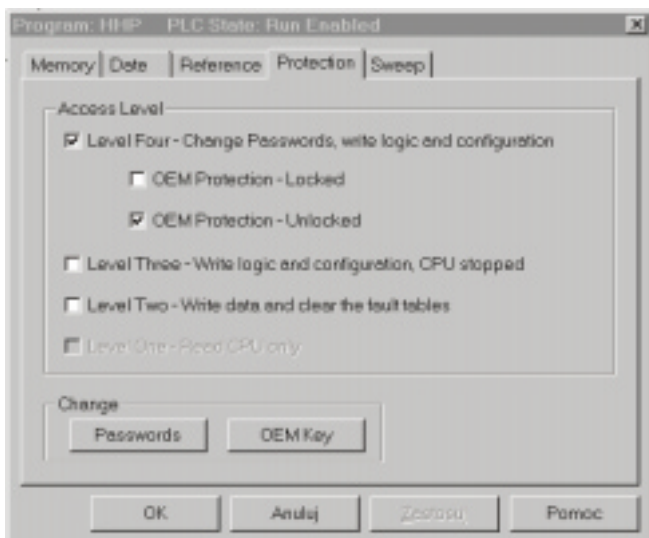 Program: HHP PLC State: Run Enabled
Memory Date Reference Protection Sweep
Access Level
Level Four - Change Passwords, write logic and configuration
OEM Protection - Locked
OEM Protection - Unlocked
Level Three - Write logic and configuration, CPU stopped
Level Two - Write data and clear the fault tables
Level One - Read CPU only
Change
Passwords OEM Key
OK Anuluj Zastosuj Pomoc